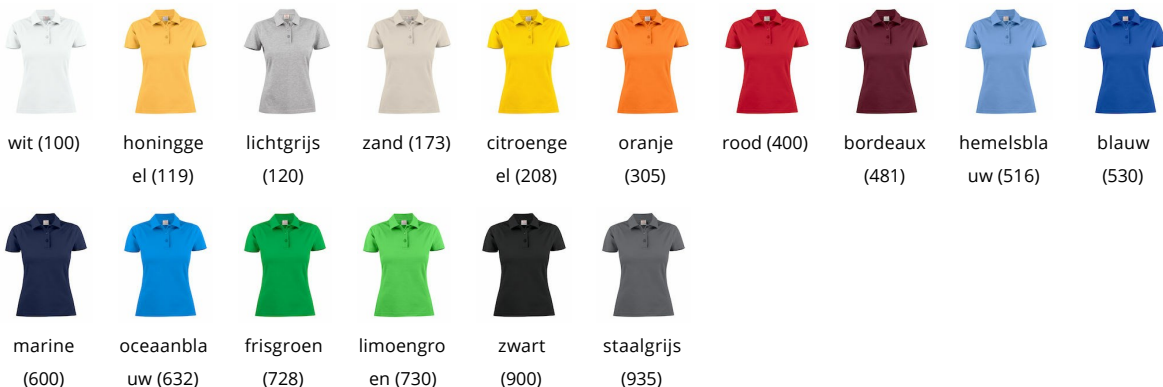 wit (100)
honingge
el (119)
lichtgrijs
(120)
zand (173)
citroenge
el (208)
oranje
(305)
rood (400)
bordeaux
(481)
hemelsbla
uw (516)
blauw
(530)
marine
(600)
oceaanbla
uw (632)
frisgroen
(728)
limoengro
en (730)
zwart
(900)
staalgrijs
(935)